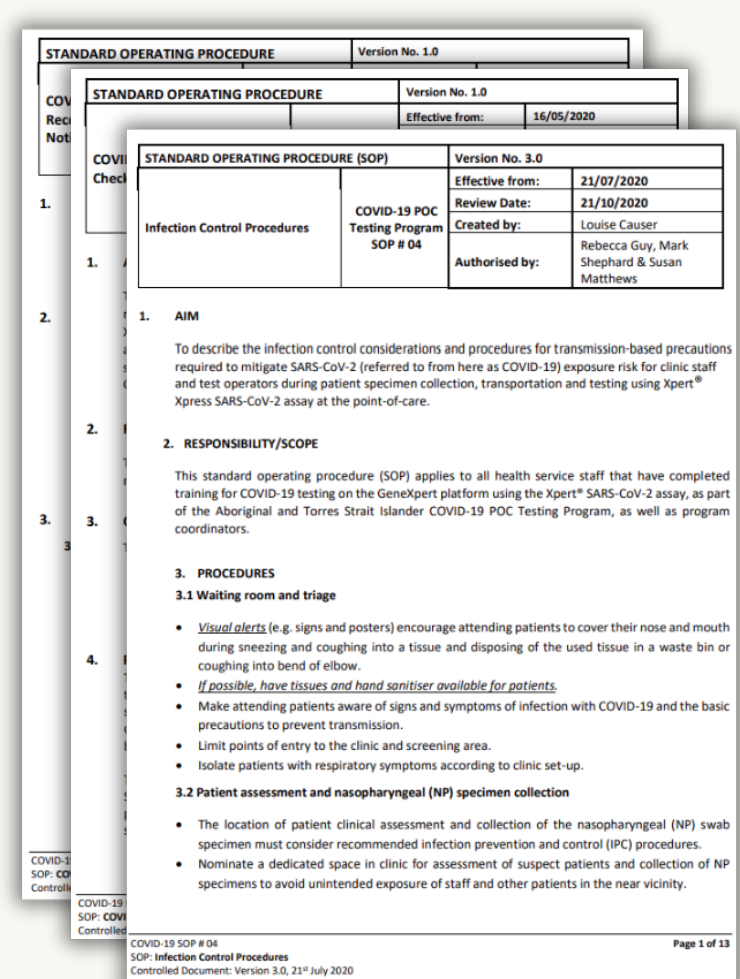 STANDARD OPERATING PROCEDURE
Version No. 1.0
1.
2.
3.
STANDARD OPERATING PROCEDURE
Version No. 1.0
Effective from:
16/05/2020
1.
2.
3.
4.
STANDARD OPERATING PROCEDURE (SOP)
Version No. 3.0
Infection Control Procedures
COVID-19 POC
Testing Program
SOP # 04
Effective from:
21/07/2020
Review Date:
21/10/2020
Created by:
Louise Causer
Authorised by:
Rebecca Guy, Mark
Shephard & Susan
Matthews
1. AIM
To describe the infection control considerations and procedures for transmission-based precautions
required to mitigate SARS-CoV-2 (referred to from here as COVID-19) exposure risk for clinic staff
and test operators during patient specimen collection, transportation and testing using Xpert®
Xpress SARS-CoV-2 assay at the point-of-care.
2. RESPONSIBILITY/SCOPE
This standard operating procedure (SOP) applies to all health service staff that have completed
training for COVID-19 testing on the GeneXpert platform using the Xpert® SARS-CoV-2 assay, as part
of the Aboriginal and Torres Strait Islander COVID-19 POC Testing Program, as well as program
coordinators.
3. PROCEDURES
3.1 Waiting room and triage
• Visual alerts (e.g. signs and posters) encourage attending patients to cover their nose and mouth
during sneezing and coughing into a tissue and disposing of the used tissue in a waste bin or
coughing into bend of elbow.
• If possible, have tissues and hand sanitiser available for patients.
• Make attending patients aware of signs and symptoms of infection with COVID-19 and the basic
precautions to prevent transmission.
• Limit points of entry to the clinic and screening area.
• Isolate patients with respiratory symptoms according to clinic set-up.
3.2 Patient assessment and nasopharyngeal (NP) specimen collection
• The location of patient clinical assessment and collection of the nasopharyngeal (NP) swab
specimen must consider recommended infection prevention and control (IPC) procedures.
• Nominate a dedicated space in clinic for assessment of suspect patients and collection of NP
specimens to avoid unintended exposure of staff and other patients in the near vicinity.
COVID-19 SOP # 04
Page 1 of 13
SOP: Infection Control Procedures
Controlled Document: Version 3.0, 21st July 2020